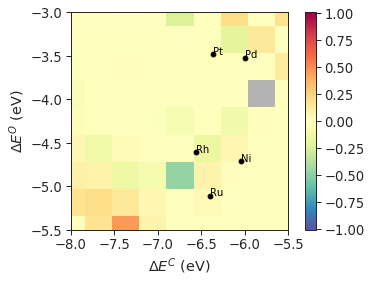 −3.0
−3.5
−4.0
−4.5
−5.0
−5.5
ΔE^O (eV)
−8.0 −7.5 −7.0 −6.5 −6.0 −5.5
ΔE^C (eV)
Pt
Pd
Rh
Ni
Ru
1.00
0.75
0.50
0.25
0.00
−0.25
−0.50
−0.75
−1.00